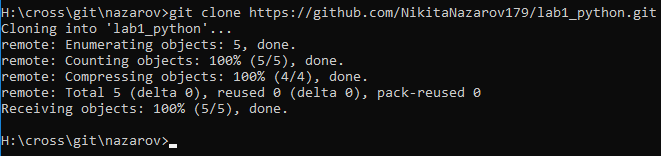 H:\cross\git\nazarov>git clone https://github.com/NikitaNazarov179/lab1_python.git
Cloning into 'lab1_python'...
remote: Enumerating objects: 5, done.
remote: Counting objects: 100% (5/5), done.
remote: Compressing objects: 100% (4/4), done.
remote: Total 5 (delta 0), reused 0 (delta 0), pack-reused 0
Receiving objects: 100% (5/5), done.
H:\cross\git\nazarov>